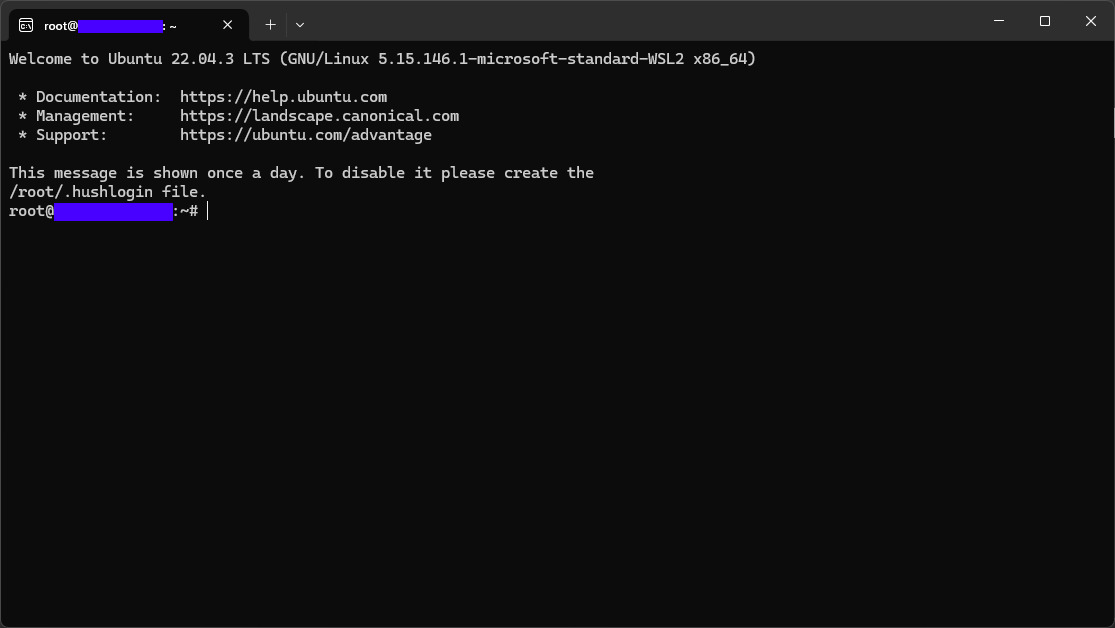 root@: ~
Welcome to Ubuntu 22.04.3 LTS (GNU/Linux 5.15.146.1-microsoft-standard-WSL2 x86_64)
* Documentation:  https://help.ubuntu.com
* Management:     https://landscape.canonical.com
* Support:        https://ubuntu.com/advantage
This message is shown once a day. To disable it please create the
/root/.hushlogin file.
root@:~#